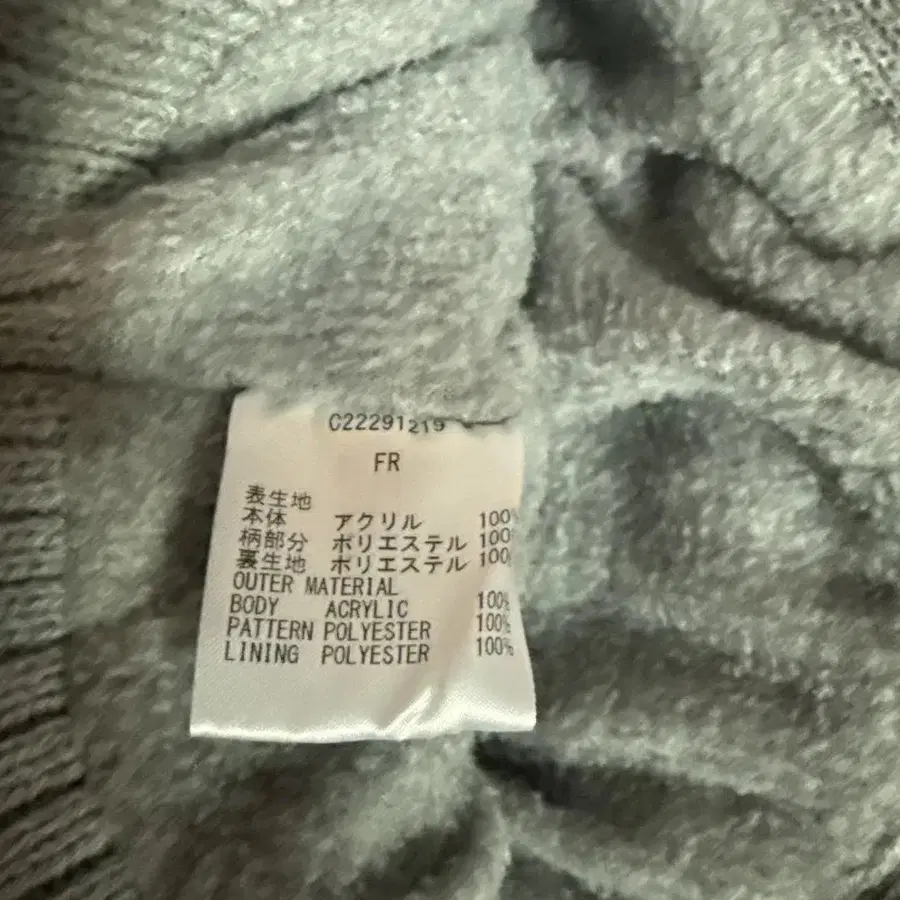 C22291219
FR
表生地
本体 アクリル 100%
柄部分 ポリエステル 100
裏生地 ポリエステル 100
OUTER MATERIAL
BODY ACRYLIC 100%
PATTERN POLYESTER 100%
LINING POLYESTER 100%